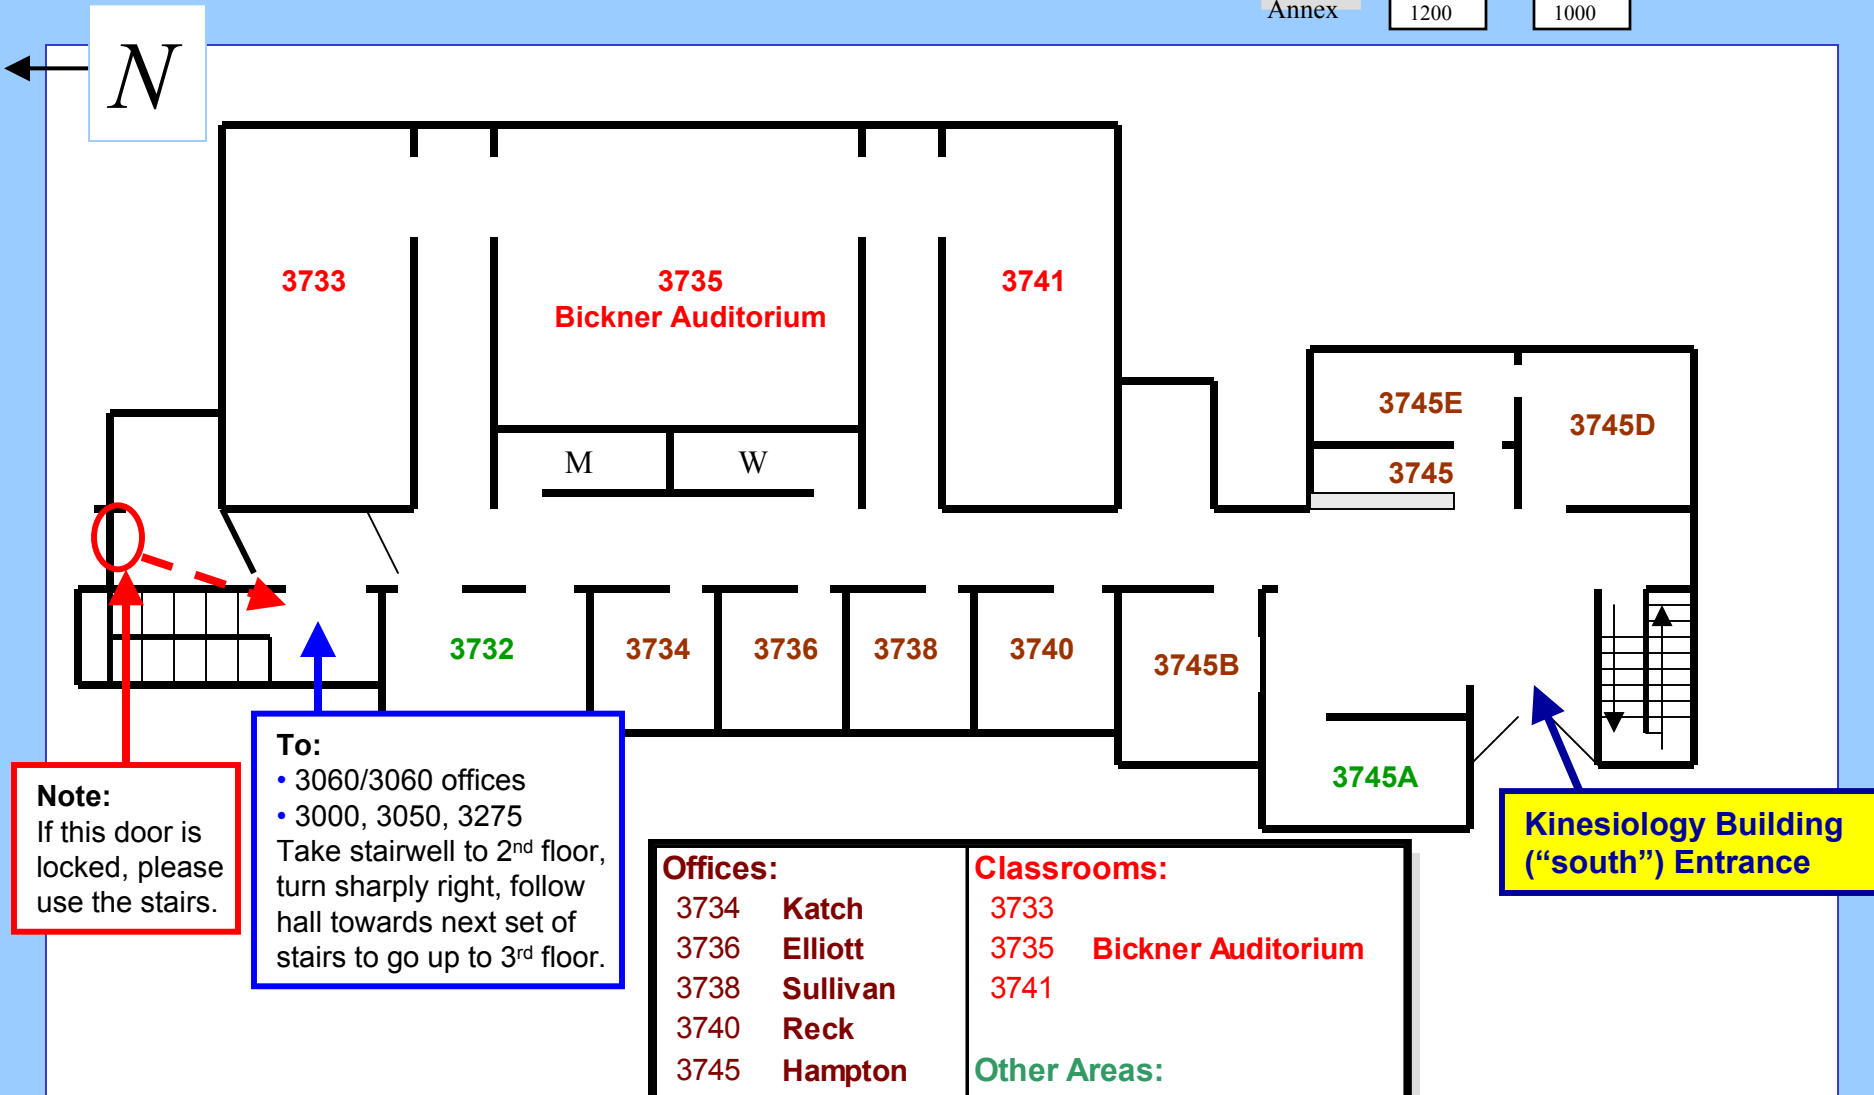 Annex
1200
1000
N
3733
3735
Bickner Auditorium
3741
3745E
3745D
3745
M
W
3732
3734
3736
3738
3740
3745B
3745A
Note:
If this door is
locked, please
use the stairs.
To:
• 3060/3060 offices
• 3000, 3050, 3275
Take stairwell to 2nd floor,
turn sharply right, follow
hall towards next set of
stairs to go up to 3rd floor.
Kinesiology Building
(“south”) Entrance
Offices:
3734 Katch
3736 Elliott
3738 Sullivan
3740 Reck
3745 Hampton
Classrooms:
3733
3735 Bickner Auditorium
3741
Other Areas: